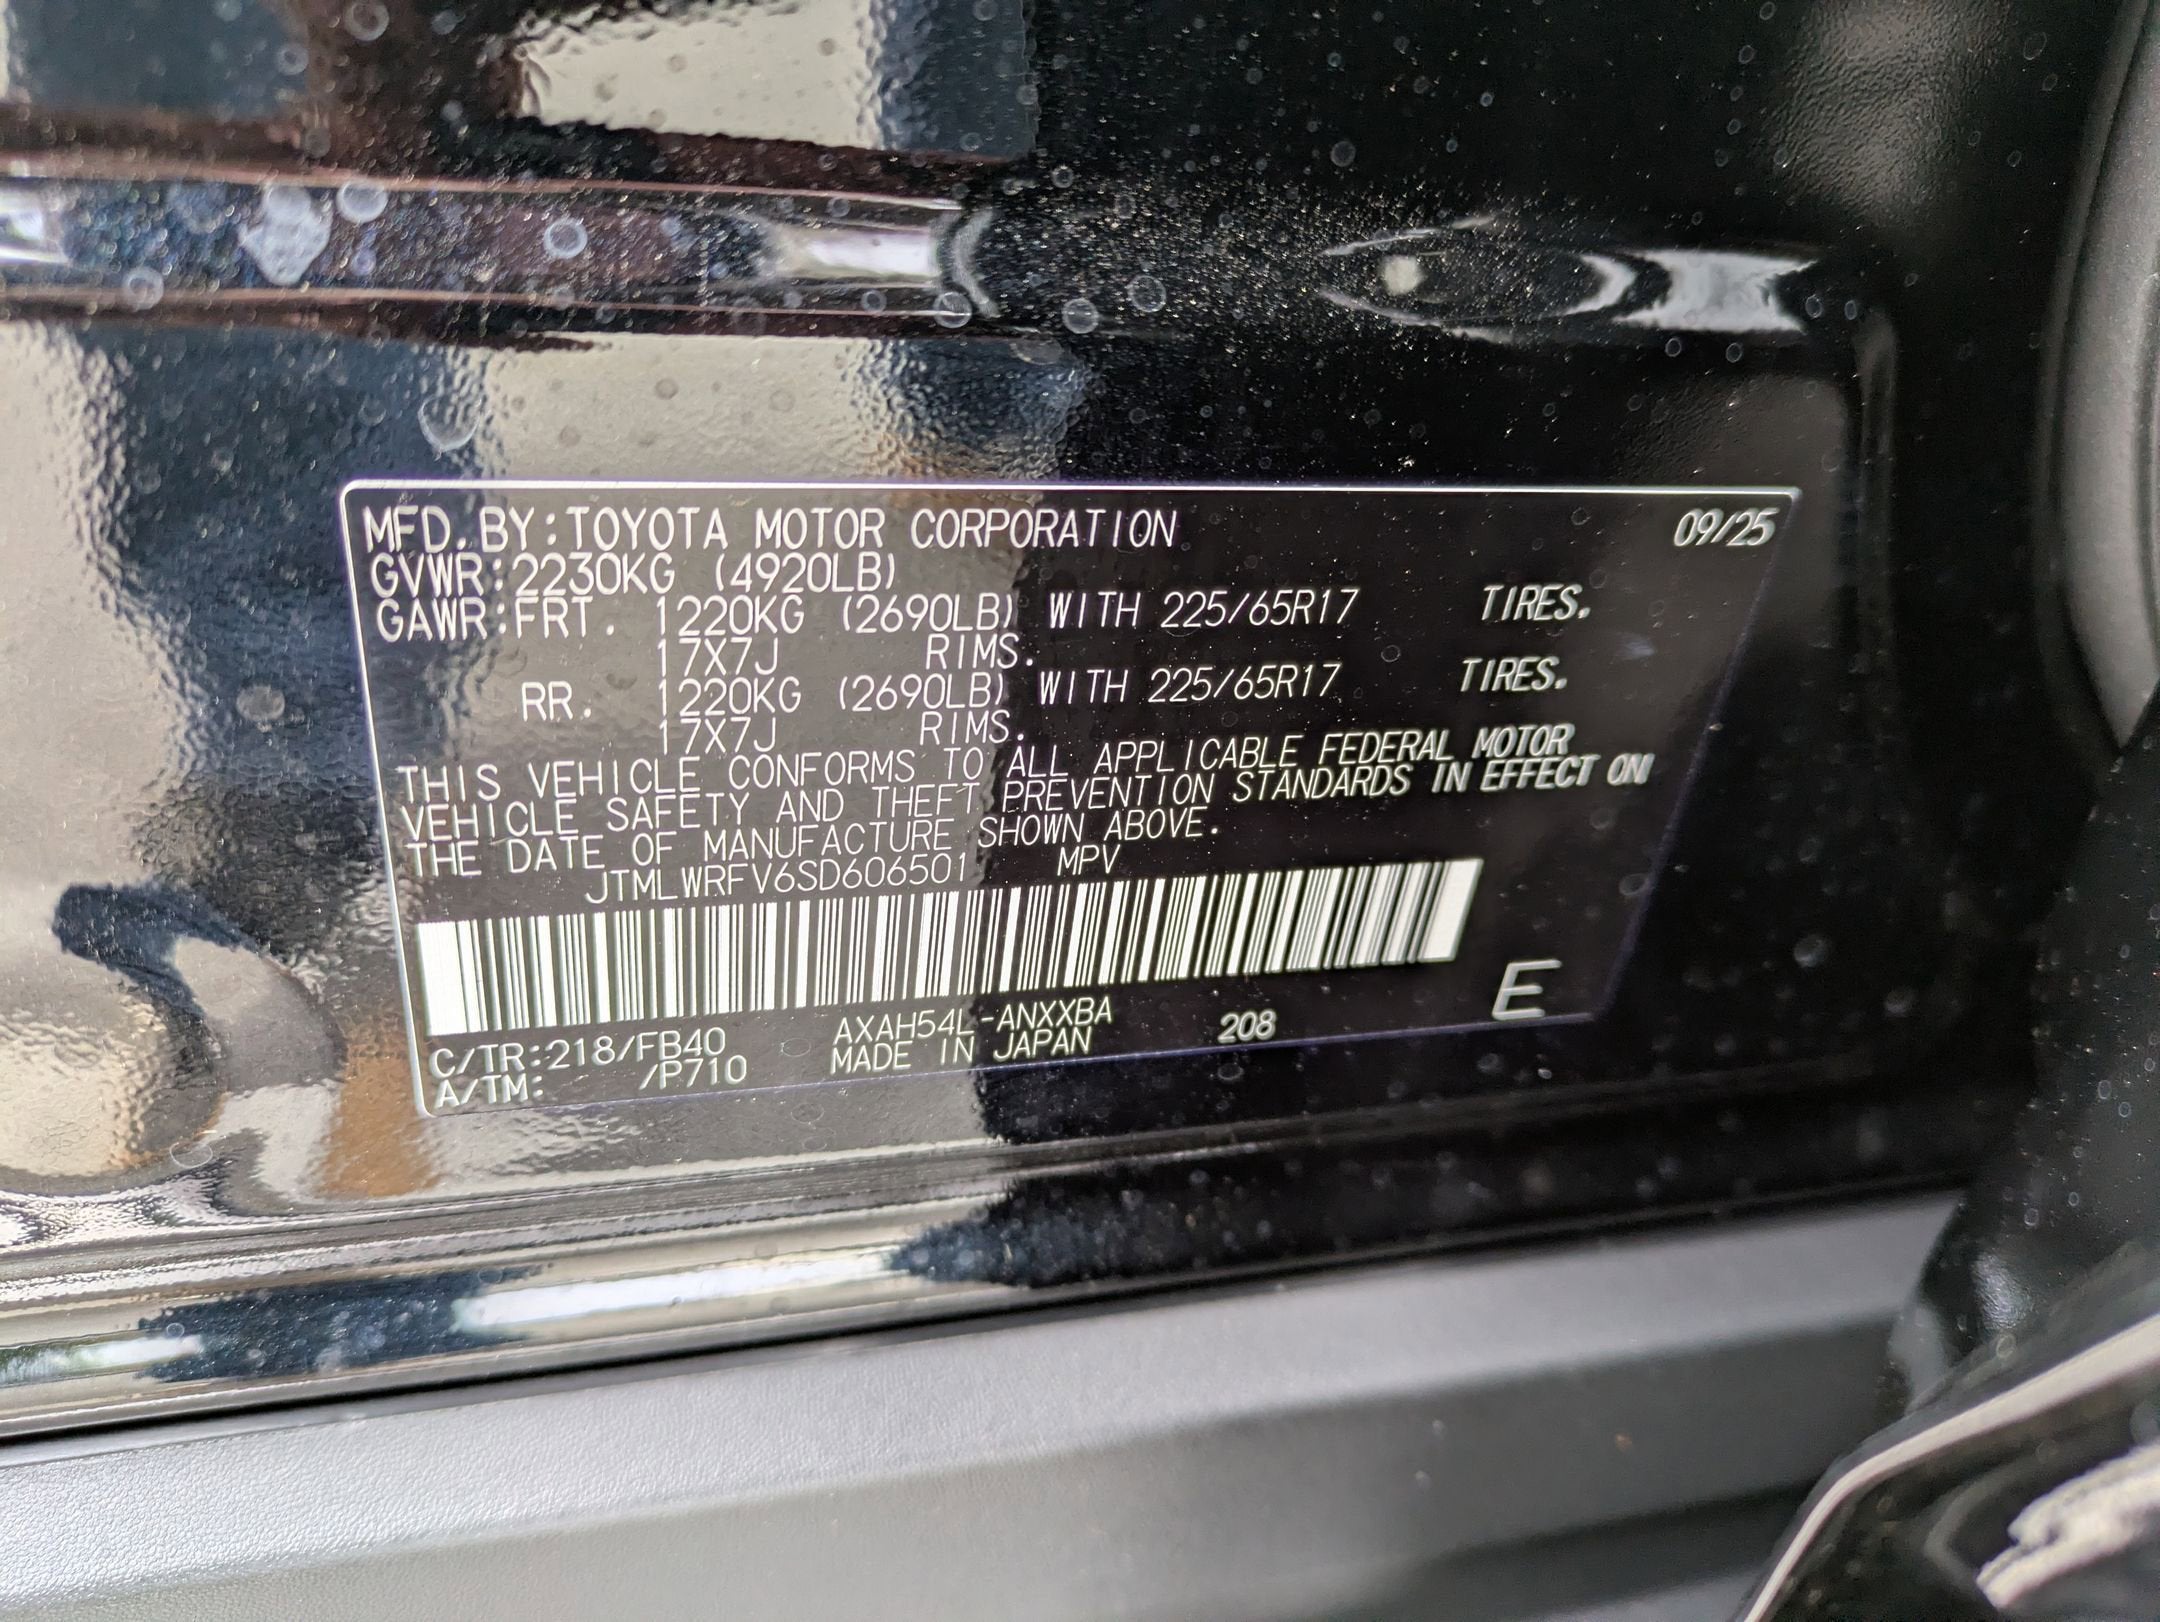 MFD. BY:TOYOTA MOTOR CORPORATION 09/25
GVWR:2230KG (4920LB)
GAWR:FRT. 1220KG (2690LB) WITH 225/65R17 TIRES.
17X7J RIMS.
RR. 1220KG (2690LB) WITH 225/65R17 TIRES.
17X7J RIMS.
THIS VEHICLE CONFORMS TO ALL APPLICABLE FEDERAL MOTOR
VEHICLE SAFETY AND THEFT PREVENTION STANDARDS IN EFFECT ON
THE DATE OF MANUFACTURE SHOWN ABOVE.
JTMLWRFV6SD606501 MPV
E
C/TR:218/FB40 AXAH54L-ANXXBA 208
A/TM: /P710 MADE IN JAPAN